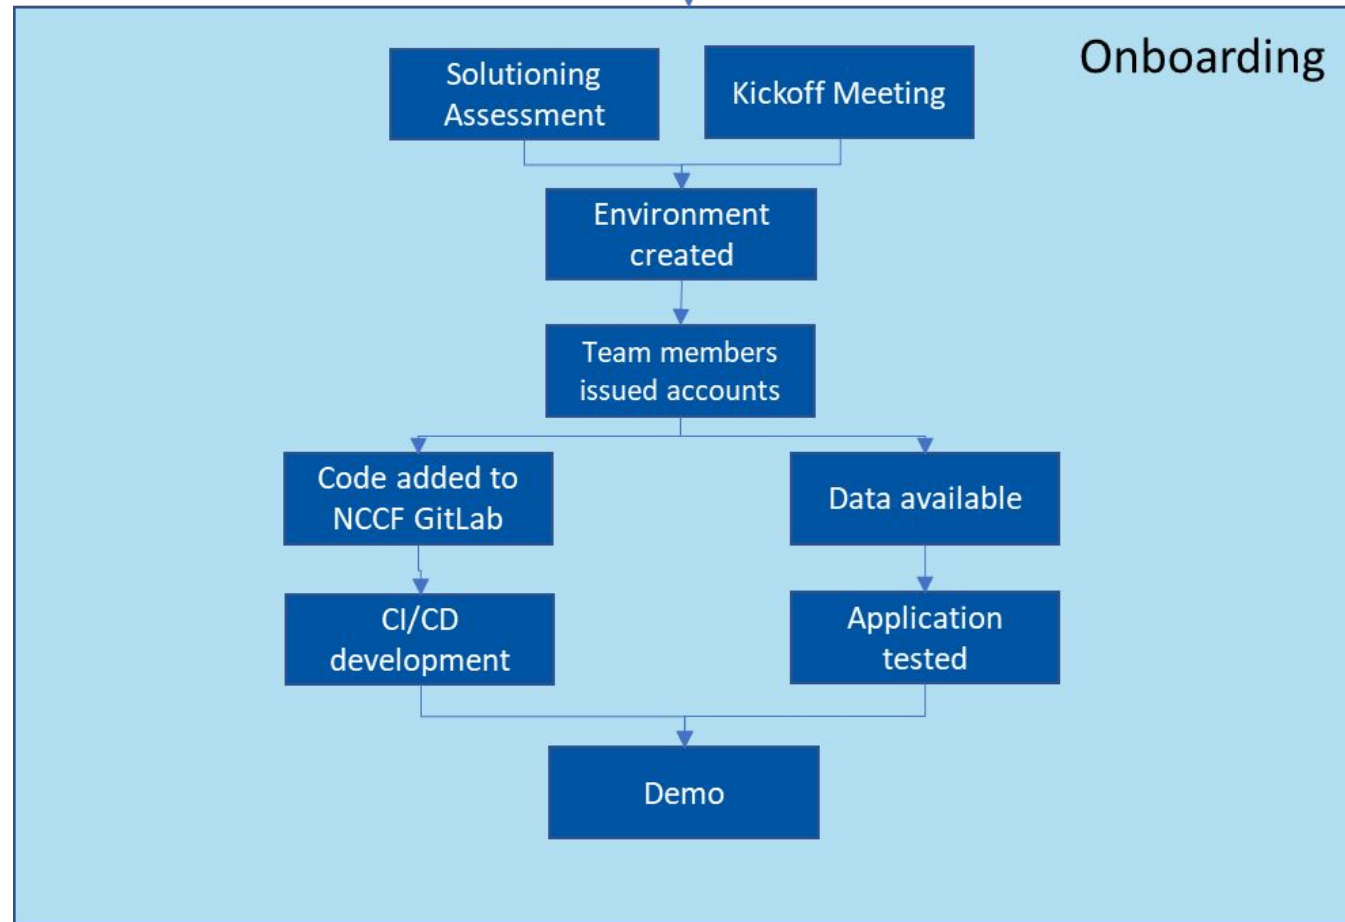 Onboarding
Solutioning
Assessment
Kickoff Meeting
Environment
created
Team members
issued accounts
Code added to
NCCF GitLab
Data available
CI/CD
development
Application
tested
Demo